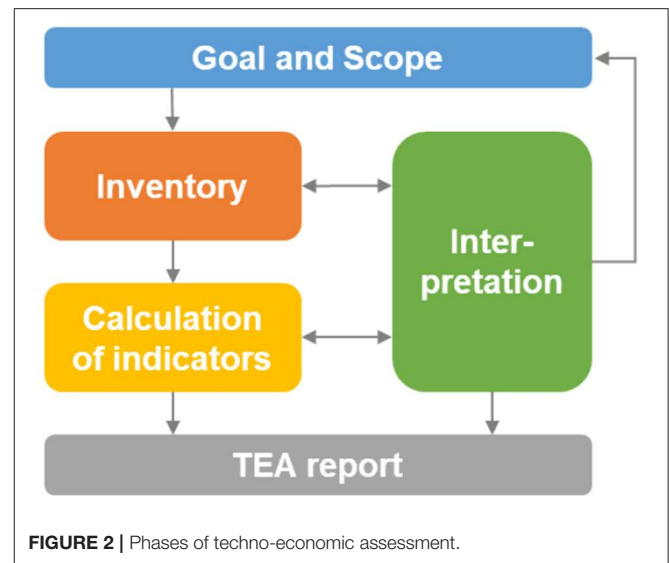 Goal and Scope
Inventory
Inter-
pretation
Calculation
of indicators
TEA report
FIGURE 2 | Phases of techno-economic assessment.